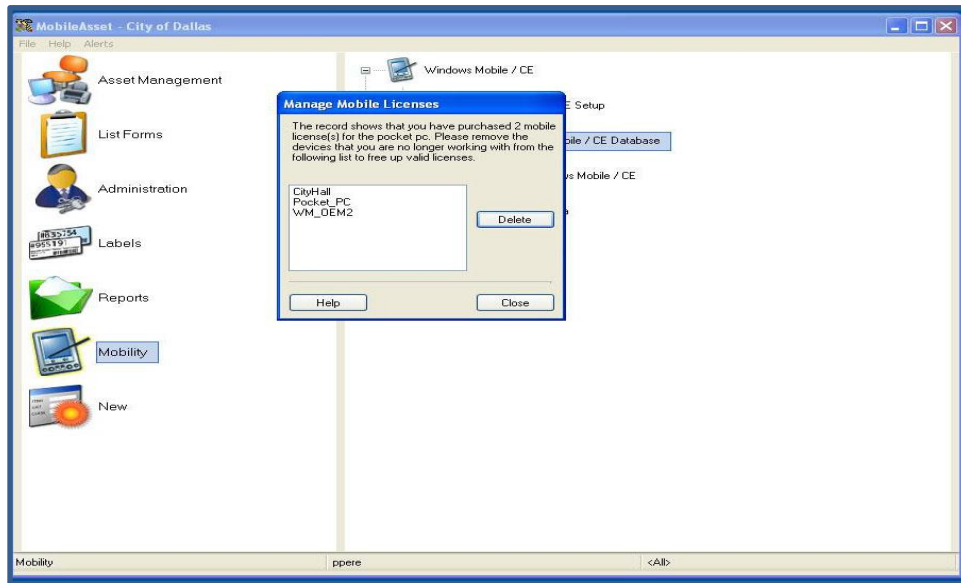 MobileAsset - City of Dallas
File Help Alerts
Asset Management
List Forms
Administration
Labels
Reports
Mobility
New
Windows Mobile / CE
E Setup
bile / CE Database
vs Mobile / CE
Manage Mobile Licenses
The record shows that you have purchased 2 mobile
license(s) for the pocket pc. Please remove the
devices that you are no longer working with from the
following list to free up valid licenses.
CityHall
Pocket_PC
WM_OEM2
Delete
Help
Close
Mobility
ppere
<All>